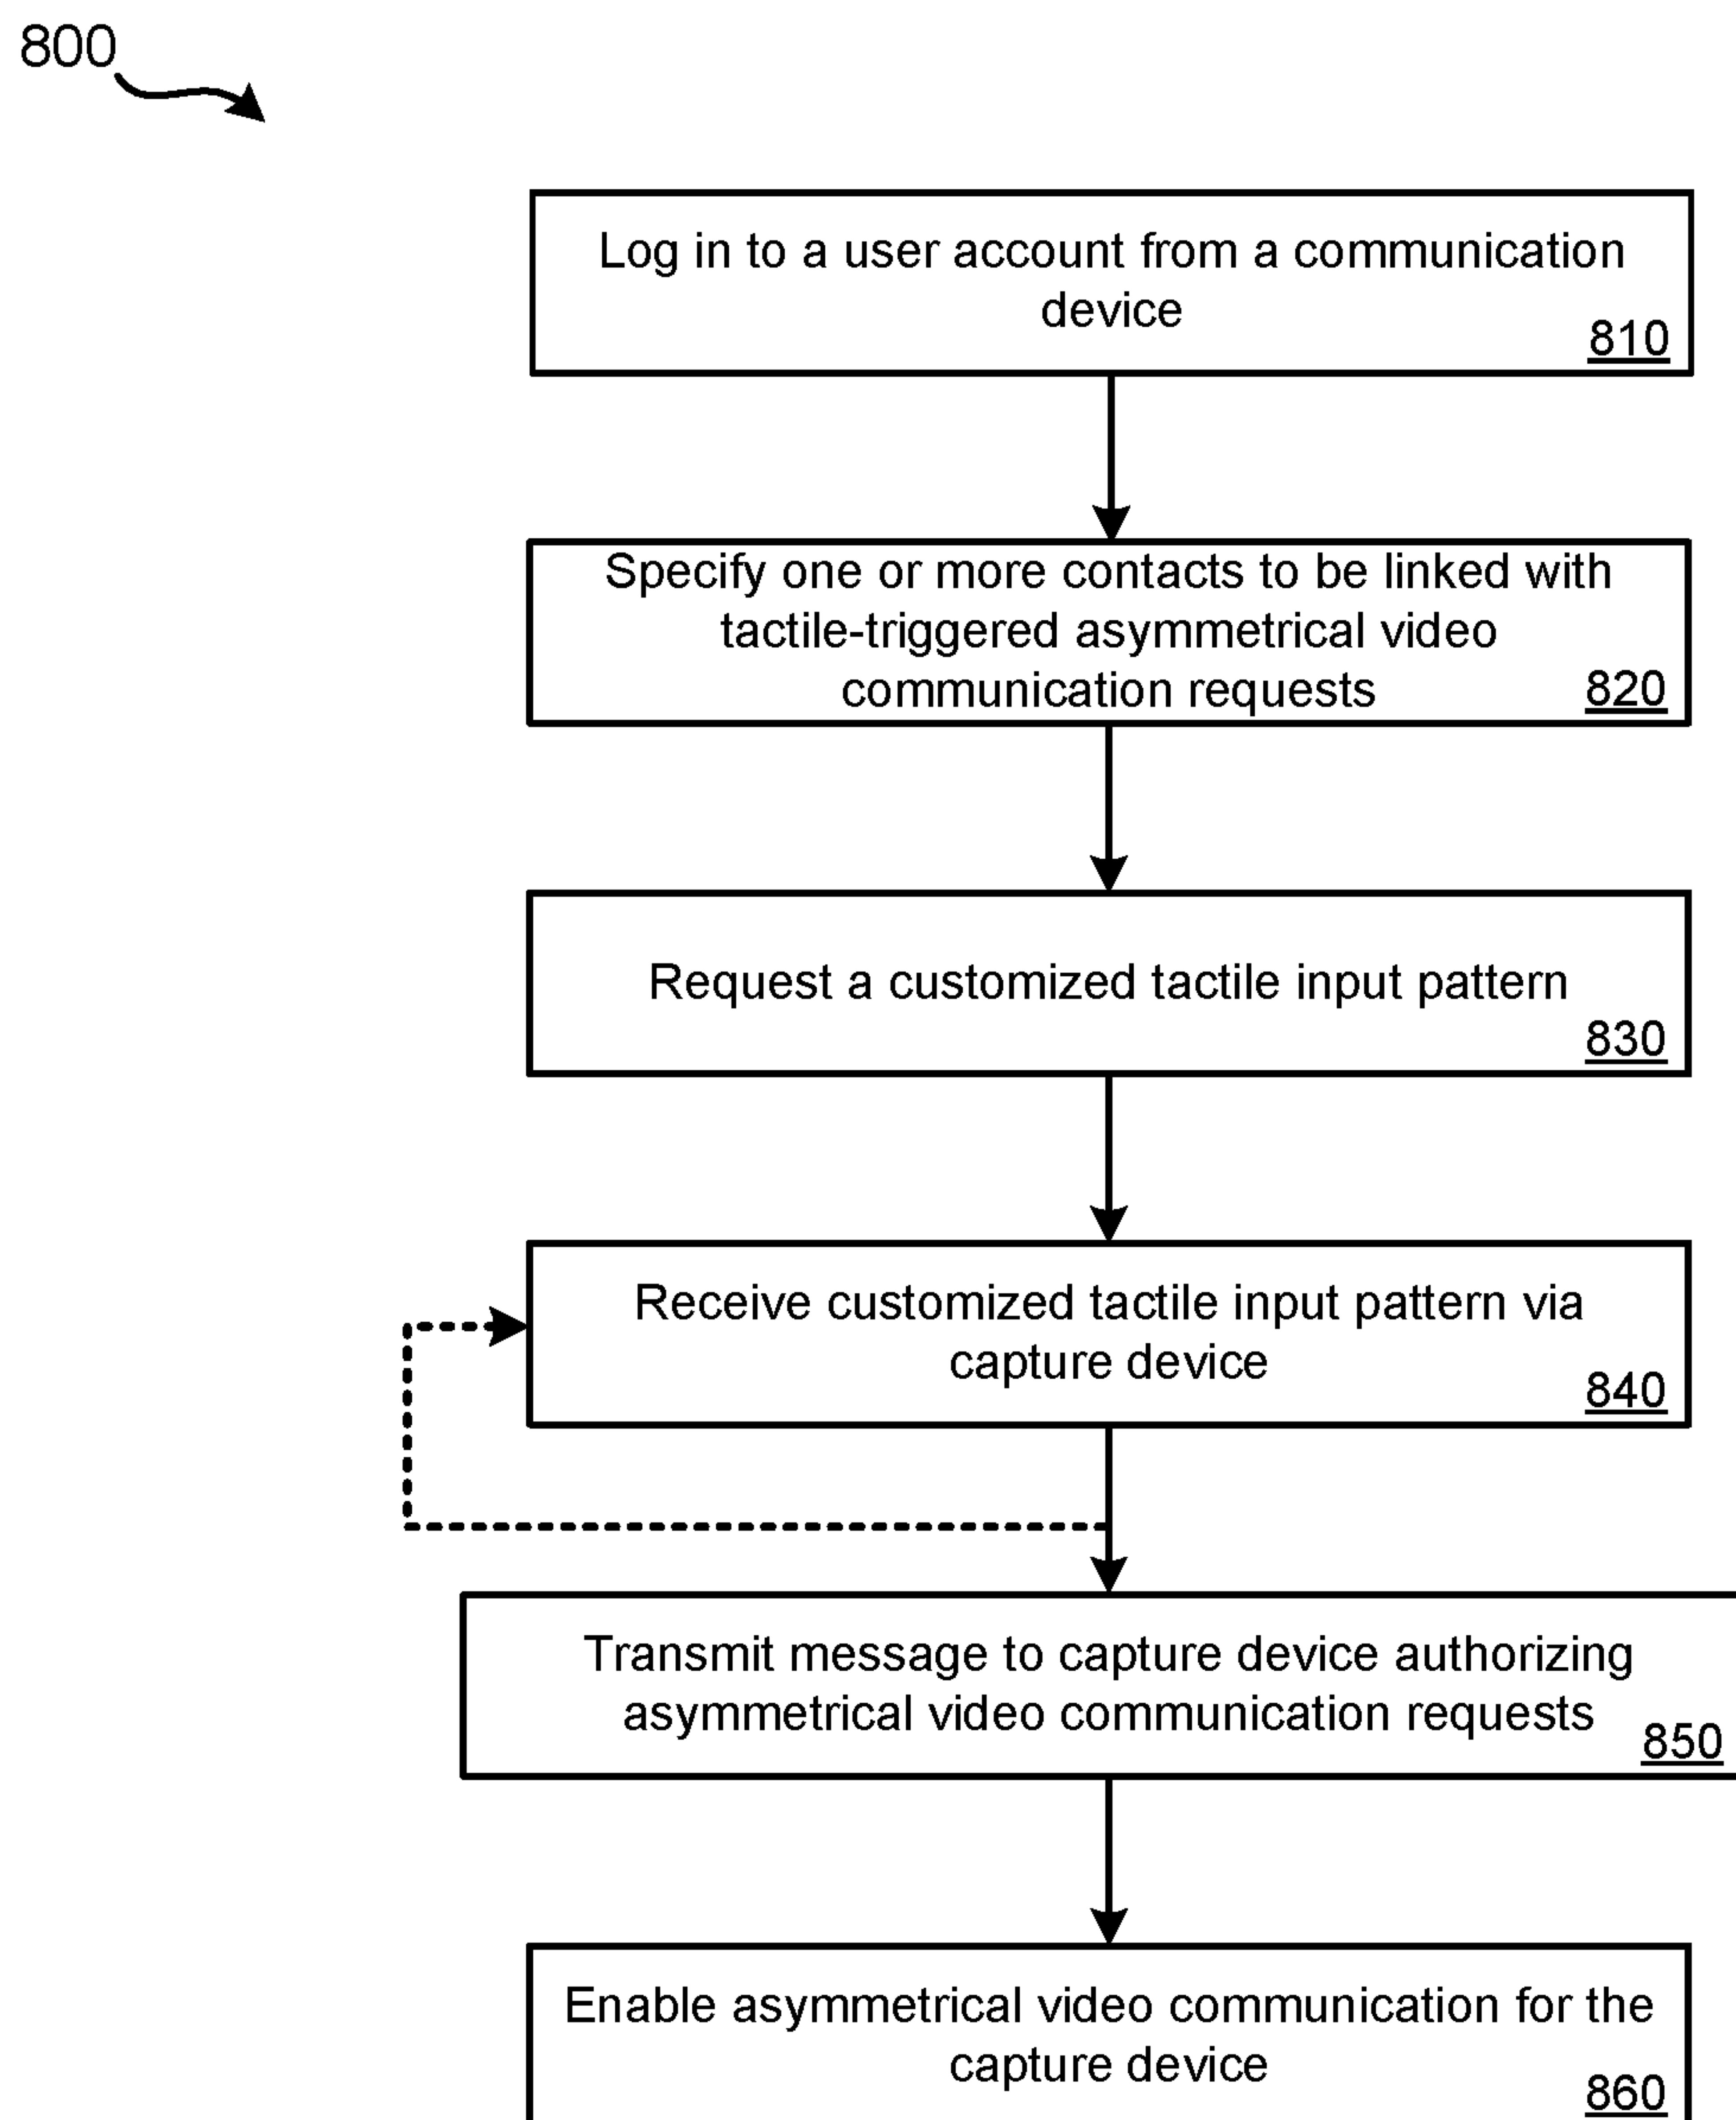 800
Log in to a user account from a communication
device
810
Specify one or more contacts to be linked with
tactile-triggered asymmetrical video
communication requests
820
Request a customized tactile input pattern
830
Receive customized tactile input pattern via
capture device
840
Transmit message to capture device authorizing
asymmetrical video communication requests
850
Enable asymmetrical video communication for the
capture device
860